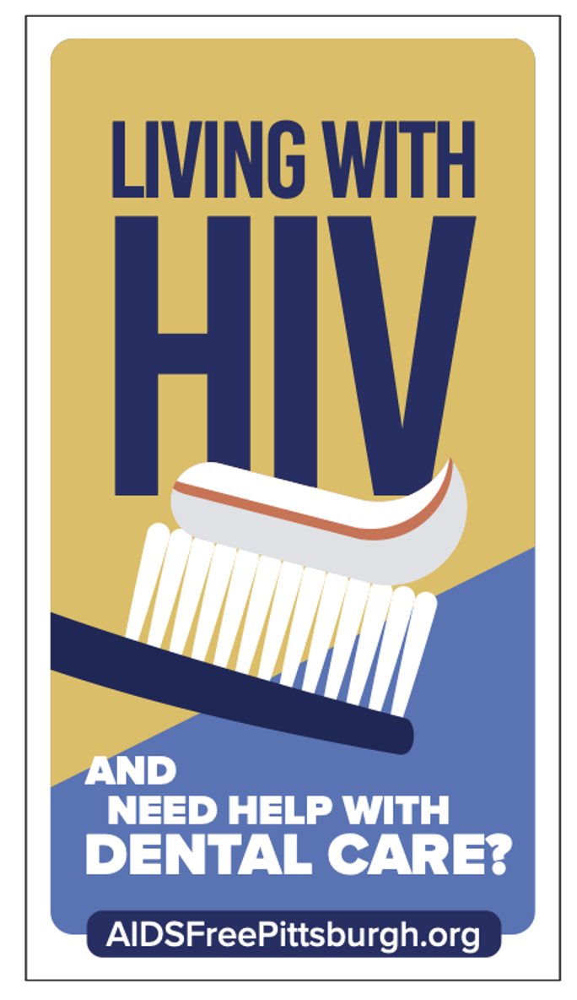 LIVING WITH
HIV
AND
NEED HELP WITH
DENTAL CARE?
AIDSFreePittsburgh.org